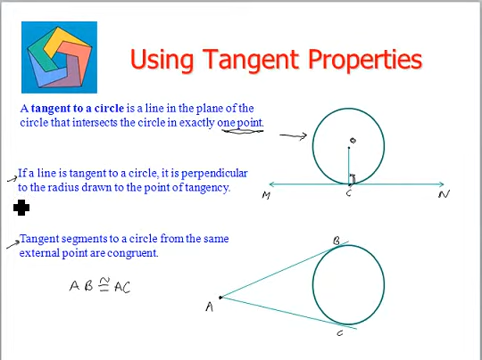 Using Tangent Properties
A tangent to a circle is a line in the plane of the
circle that intersects the circle in exactly one point.
If a line is tangent to a circle, it is perpendicular
to the radius drawn to the point of tangency.
M
C
N
Tangent segments to a circle from the same
external point are congruent.
AB ≅ AC
A
B
C